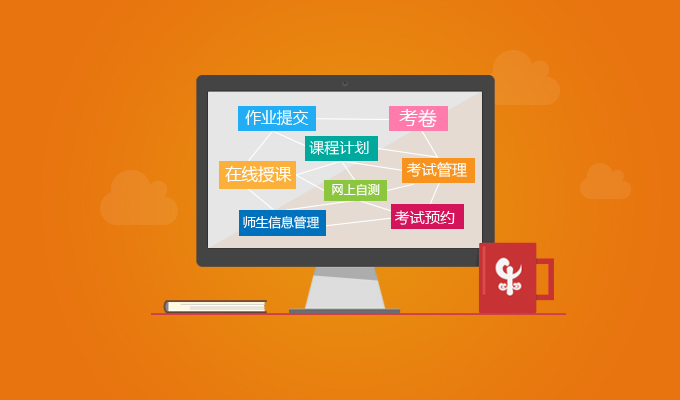 作业提交
考卷
课程计划
在线授课
考试管理
网上自测
师生信息管理
考试预约